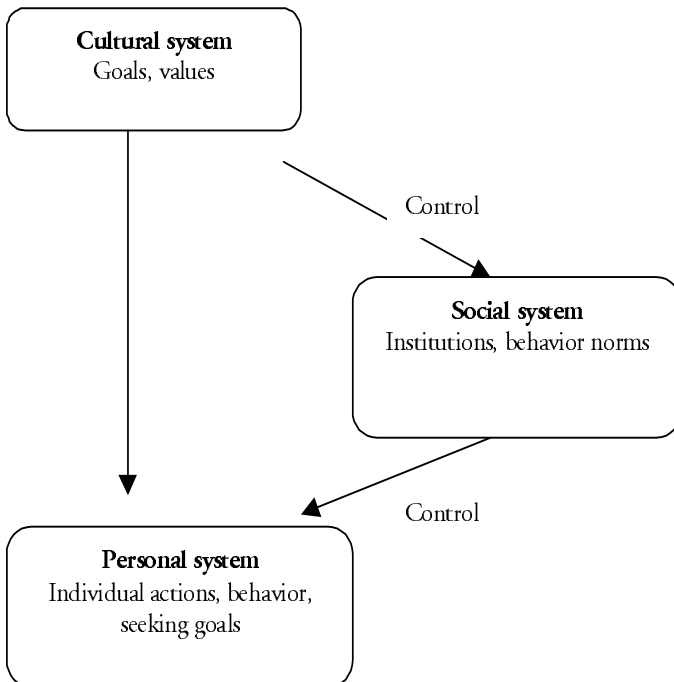 Cultural system
Goals, values
Control
Social system
Institutions, behavior norms
Control
Personal system
Individual actions, behavior,
seeking goals